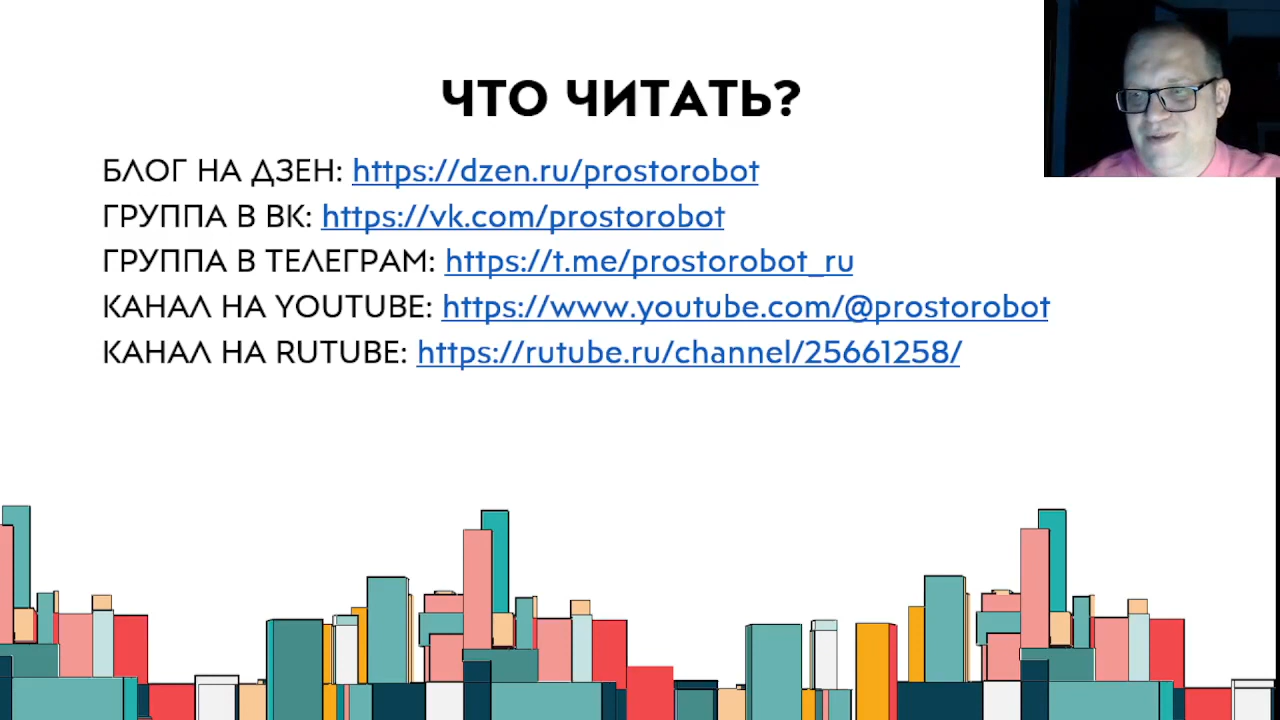 ЧТО ЧИТАТЬ?
БЛОГ НА ДЗЕН: https://dzen.ru/prostorobot
ГРУППА В ВК: https://vk.com/prostorobot
ГРУППА В ТЕЛЕГРАМ: https://t.me/prostorobot_ru
КАНАЛ НА YOUTUBE: https://www.youtube.com/@prostorobot
КАНАЛ НА RUTUBE: https://rutube.ru/channel/25661258/